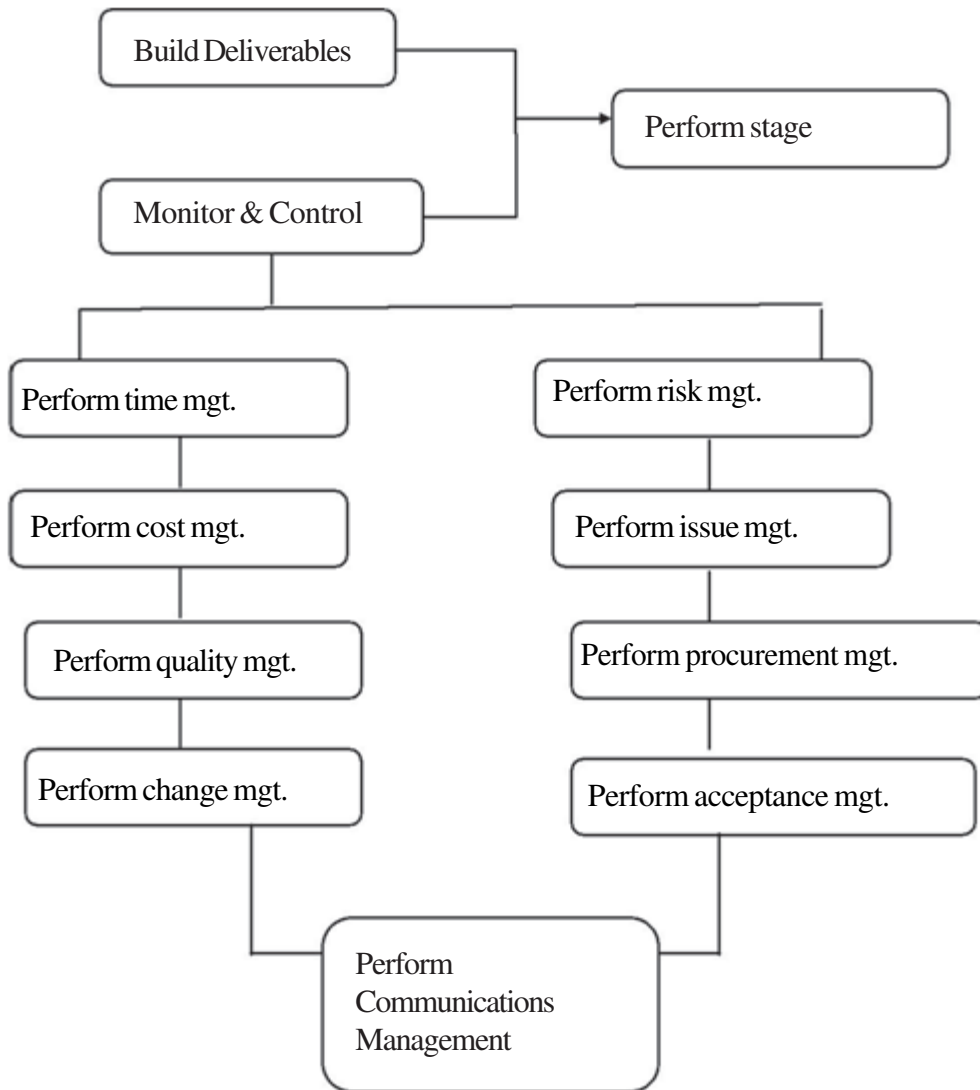 Build Deliverables
Perform stage
Monitor & Control
Perform time mgt.
Perform risk mgt.
Perform cost mgt.
Perform issue mgt.
Perform quality mgt.
Perform procurement mgt.
Perform change mgt.
Perform acceptance mgt.
Perform
Communications
Management